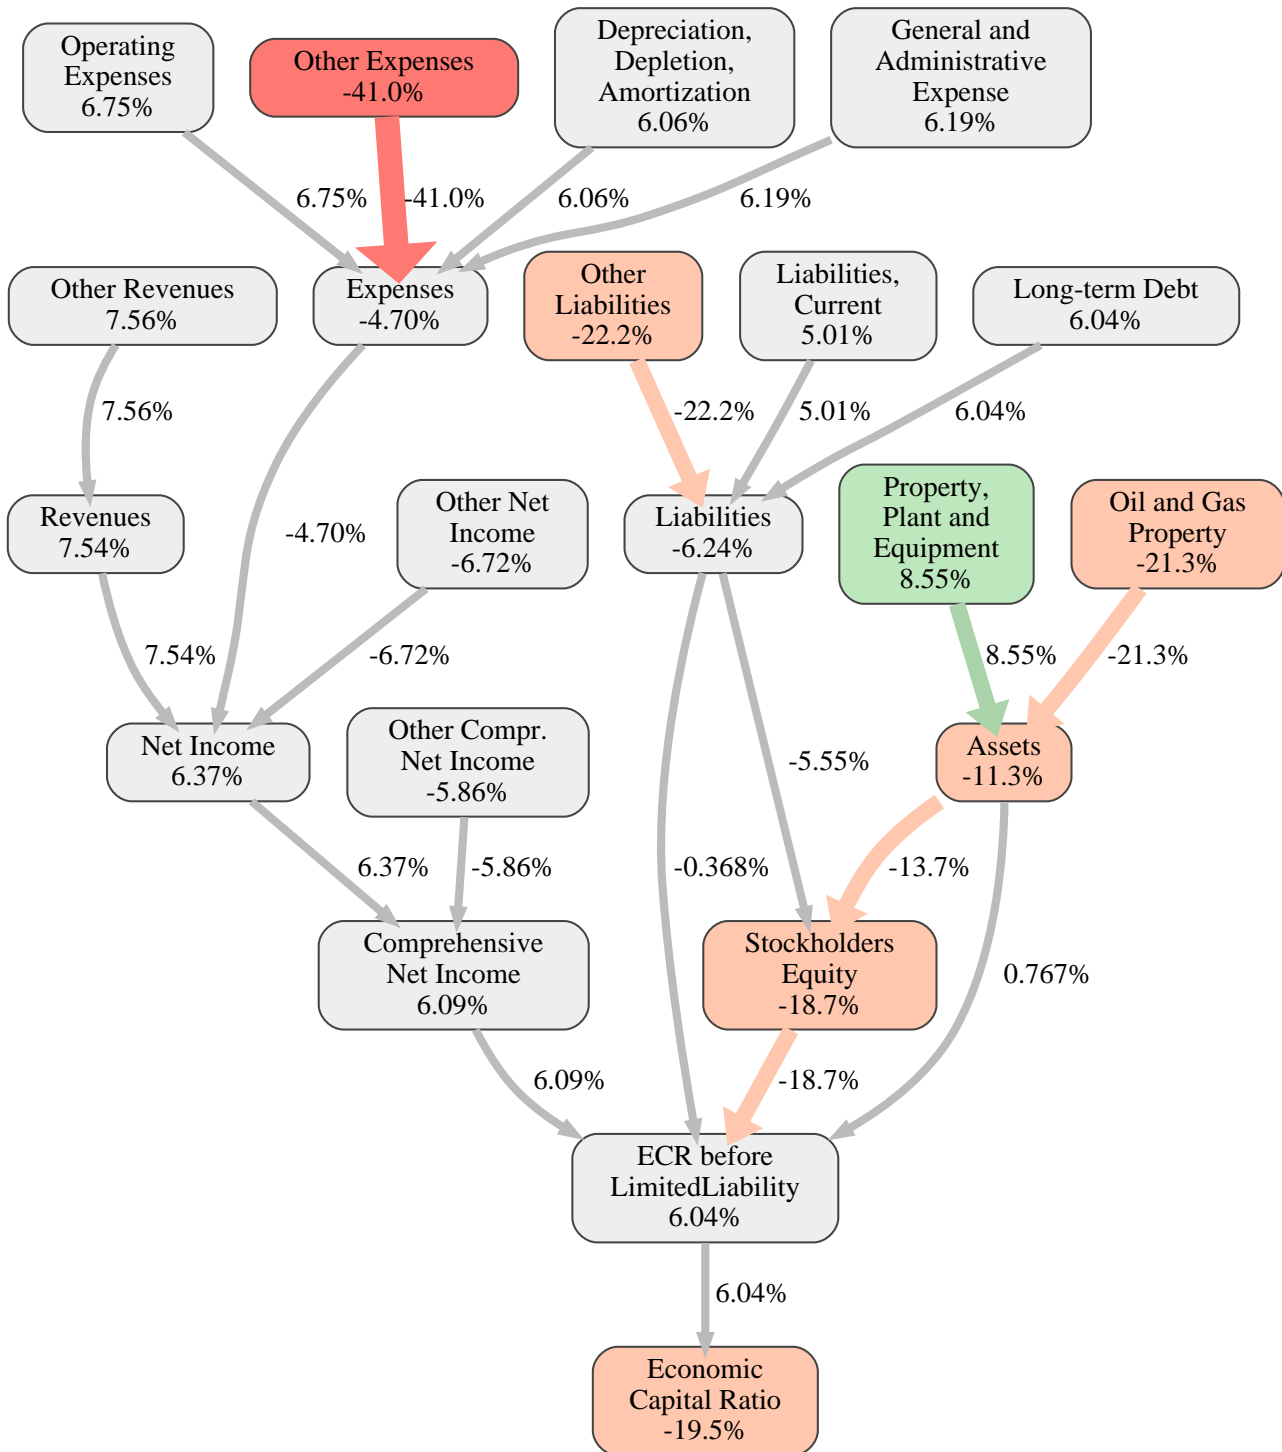 Operating
Expenses
6.75%
Other Expenses
-41.0%
Depreciation,
Depletion,
Amortization
6.06%
General and
Administrative
Expense
6.19%
6.75%
-41.0%
6.06%
6.19%
Other Revenues
7.56%
Expenses
-4.70%
Other
Liabilities
-22.2%
Liabilities,
Current
5.01%
Long-term Debt
6.04%
7.56%
-22.2%
5.01%
6.04%
Revenues
7.54%
-4.70%
Other Net
Income
-6.72%
Liabilities
-6.24%
Property,
Plant and
Equipment
8.55%
Oil and Gas
Property
-21.3%
7.54%
-6.72%
8.55%
-21.3%
Net Income
6.37%
Other Compr.
Net Income
-5.86%
-5.55%
Assets
-11.3%
6.37%
-5.86%
-0.368%
-13.7%
Comprehensive
Net Income
6.09%
Stockholders
Equity
-18.7%
0.767%
6.09%
-18.7%
ECR before
LimitedLiability
6.04%
6.04%
Economic
Capital Ratio
-19.5%